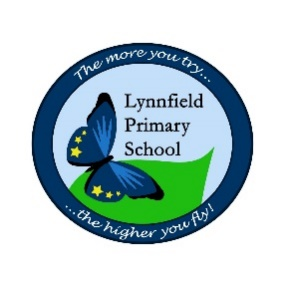 The more you try...
Lynnfield
Primary
School
...the higher you fly!